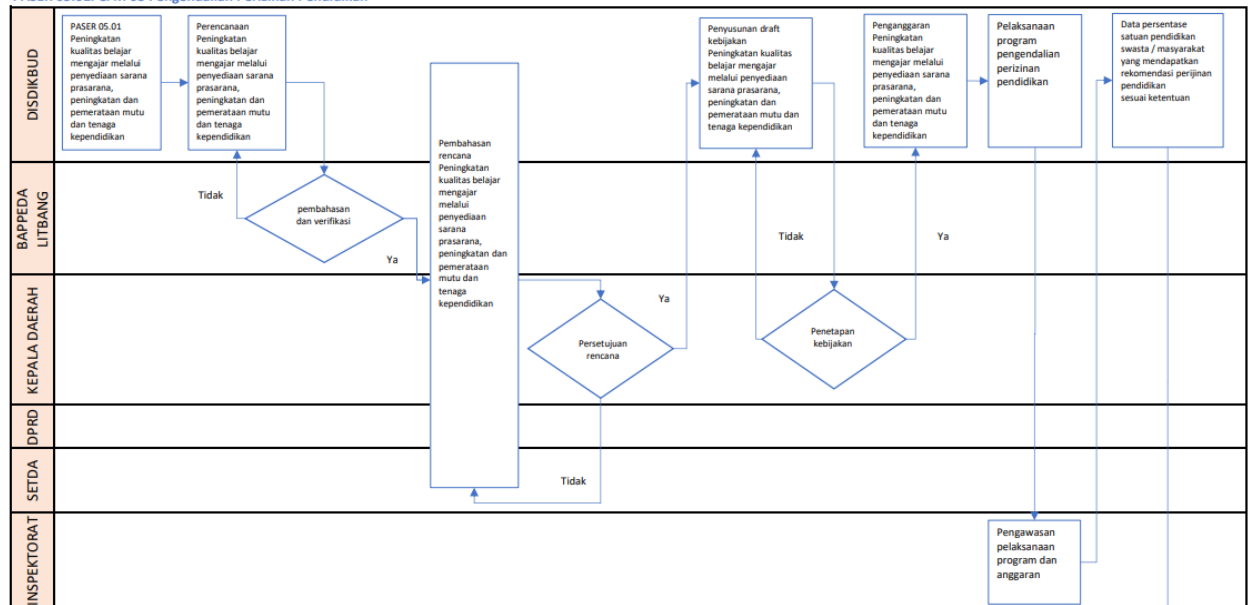 DISDIKBUD
PASER 05.01
Peningkatan
kualitas belajar
mengajar melalui
penyediaan sarana
prasarana,
peningkatan dan
pemerataan mutu
dan tenaga
kependidikan
Perencanaan
Peningkatan
kualitas belajar
mengajar melalui
penyediaan sarana
prasarana,
peningkatan dan
pemerataan mutu
dan tenaga
kependidikan
Penyusunan draft
kebijakan
Peningkatan kualitas
belajar mengajar
melalui penyediaan
sarana prasarana,
peningkatan dan
pemerataan mutu dan
tenaga kependidikan
Penganggaran
Peningkatan
kualitas belajar
mengajar melalui
penyediaan sarana
prasarana,
peningkatan dan
pemerataan mutu
dan tenaga
kependidikan
Pelaksanaan
program
pengendalian
perizinan
pendidikan
Data persentase
satuan pendidikan
swasta / masyarakat
yang mendapatkan
rekomendasi perijinan
pendidikan
sesuai ketentuan
Pembahasan
rencana
Peningkatan
kualitas belajar
mengajar
melalui
penyediaan
sarana
prasarana,
peningkatan dan
pemerataan
mutu dan
tenaga
kependidikan
BAPPEDA
LITBANG
Tidak
pembahasan
dan verifikasi
Ya
Tidak
Ya
KEPALA DAERAH
Ya
Persetujuan
rencana
Penetapan
kebijakan
DPRD
SETDA
Tidak
INSPEKTORAT
Pengawasan
pelaksanaan
program dan
anggaran